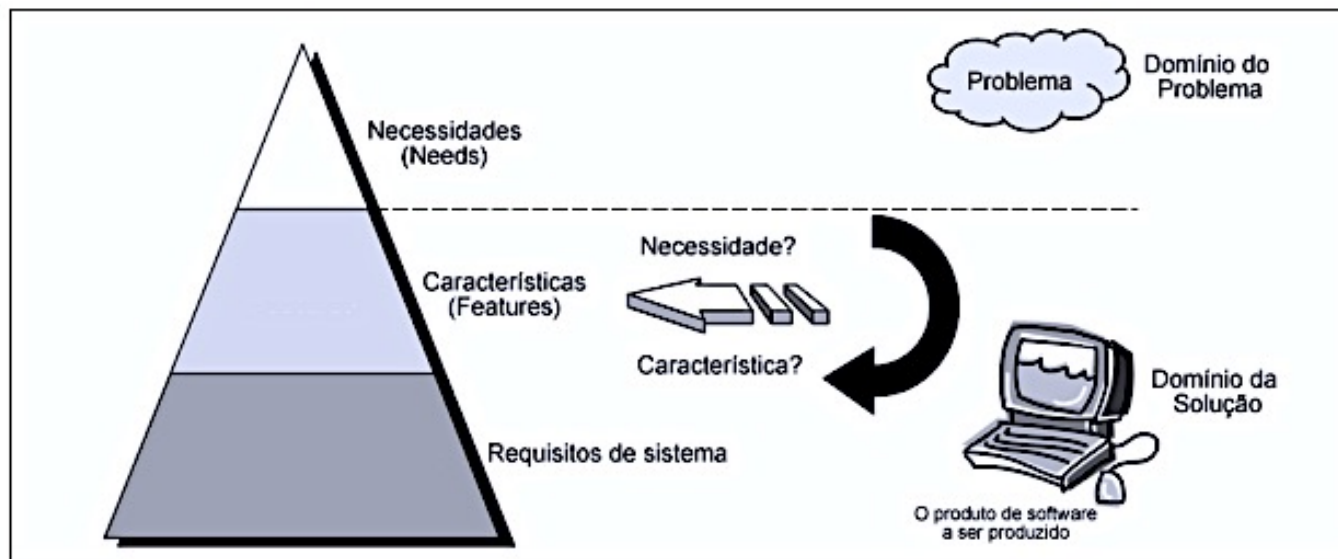 Problema
Domínio do
Problema
Necessidades
(Needs)
Necessidade?
Características
(Features)
Característica?
Domínio da
Solução
Requisitos de sistema
O produto de software
a ser produzido